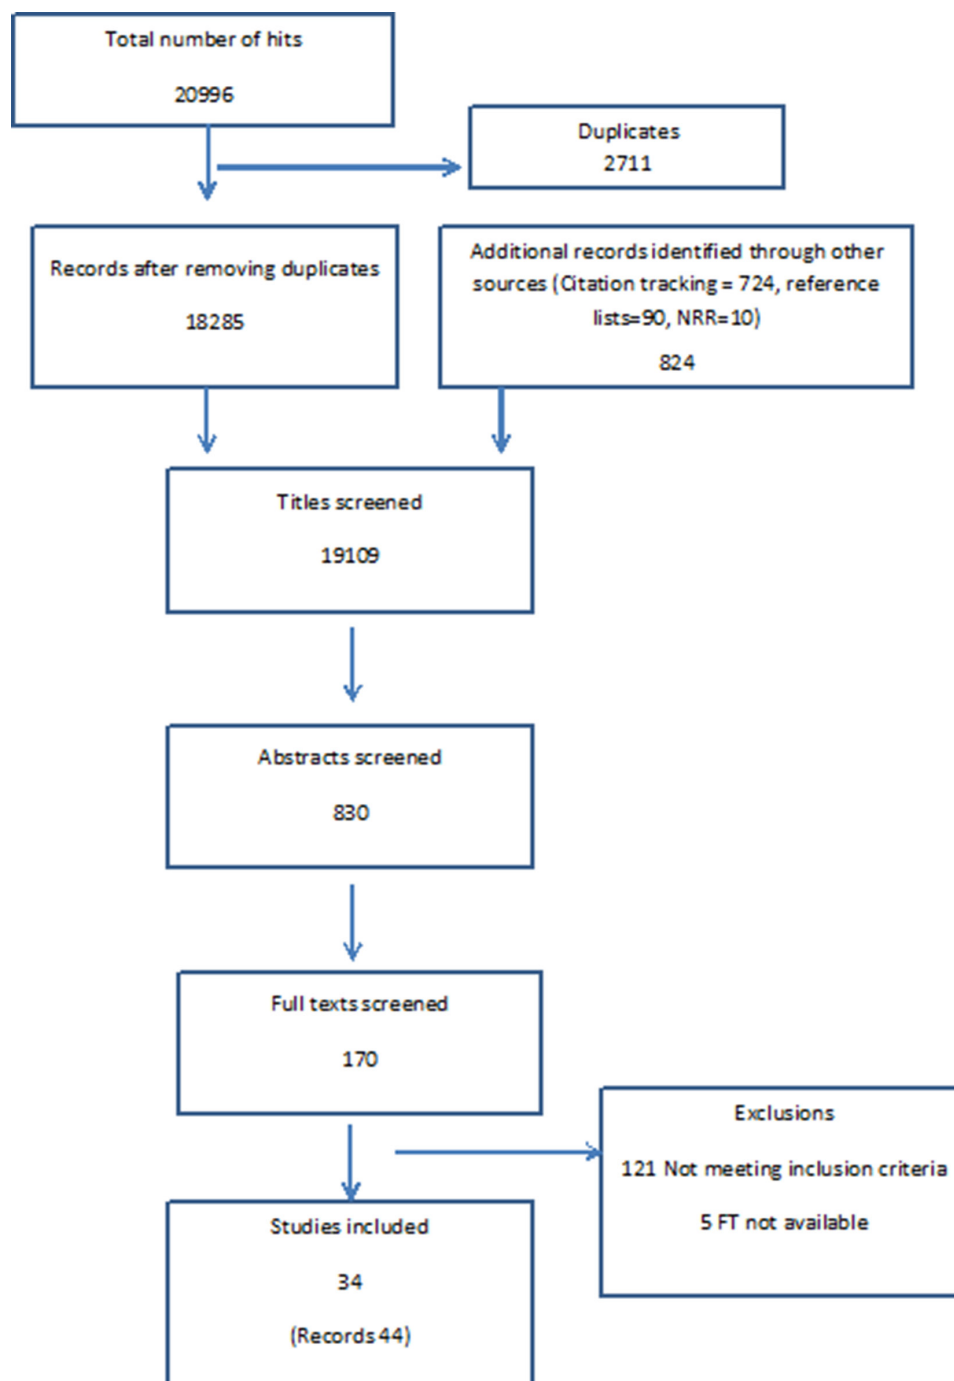 Total number of hits
20996
Duplicates
2711
Records after removing duplicates
18285
Additional records identified through other
sources (Citation tracking = 724, reference
lists=90, NRR=10)
824
Titles screened
19109
Abstracts screened
830
Full texts screened
170
Exclusions
121 Not meeting inclusion criteria
5 FT not available
Studies included
34
(Records 44)